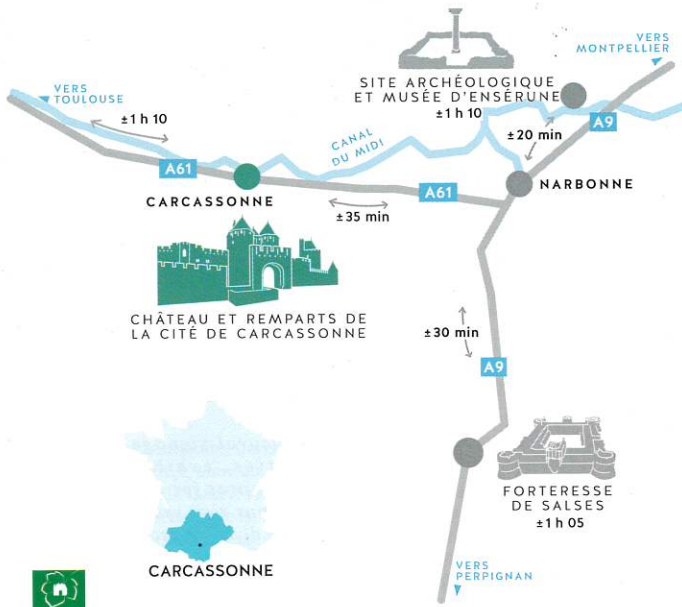 VERS
MONTPELLIER
VERS
TOULOUSE
SITE ARCHÉOLOGIQUE
ET MUSÉE D'ENSÉRUNE
±1 h 10
±1 h 10
±20 min
A9
CANAL
DU MIDI
A61
CARCASSONNE
A61
NARBONNE
±35 min
CHÂTEAU ET REMPARTS DE
LA CITÉ DE CARCASSONNE
±30 min
A9
FORTERESSE
DE SALSES
±1 h 05
CARCASSONNE
VERS
PERPIGNAN